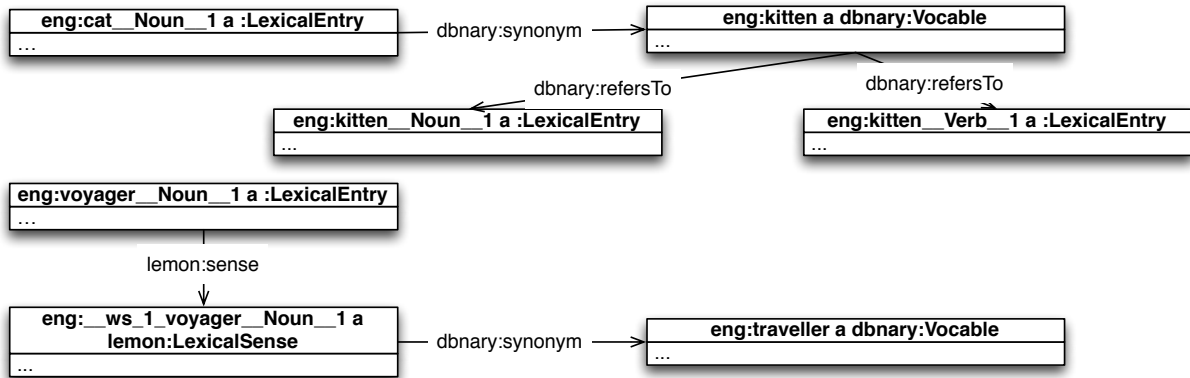 eng:cat__Noun__1 a :LexicalEntry
...
dbnary:synonym
eng:kitten a dbnary:Vocable
...
dbnary:refersTo
dbnary:refersTo
eng:kitten__Noun__1 a :LexicalEntry
...
eng:kitten__Verb__1 a :LexicalEntry
...
eng:voyager__Noun__1 a :LexicalEntry
...
lemon:sense
eng:__ws_1_voyager__Noun__1 a
lemon:LexicalSense
...
dbnary:synonym
eng:traveller a dbnary:Vocable
...